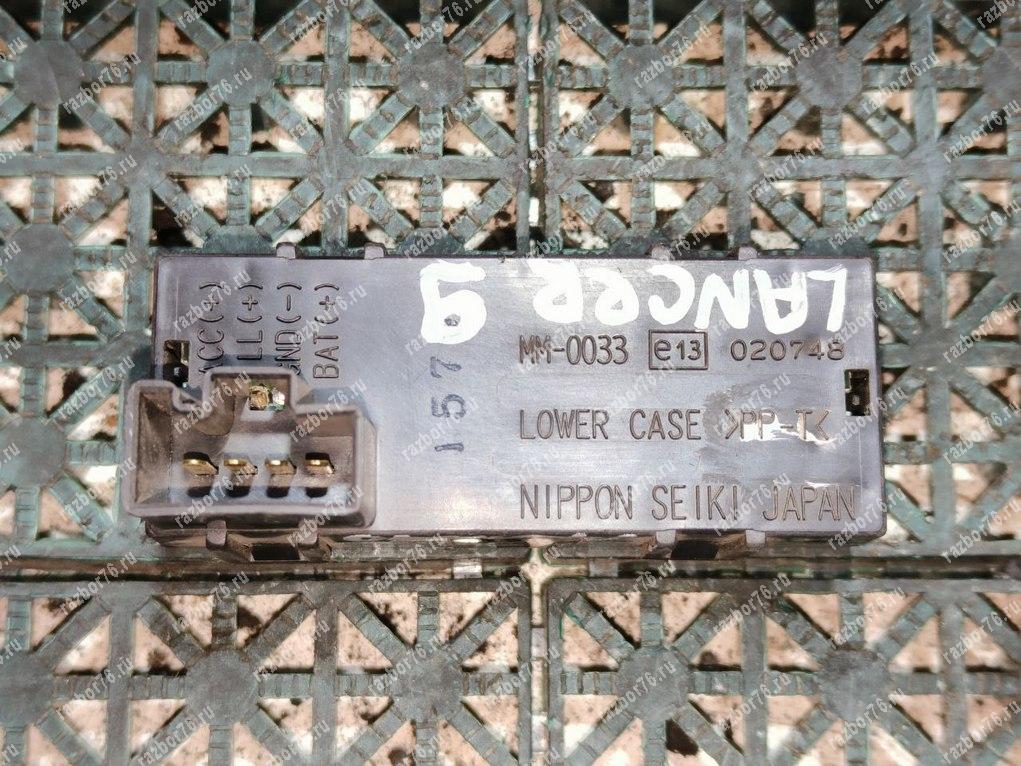 LANCER 9
ACC(+)
ILL(+)
GND(-)
BAT(+)
157
MM-0033 e13 020748
LOWER CASE >PP-T<
NIPPON SEIKI JAPAN
razbor76.ru